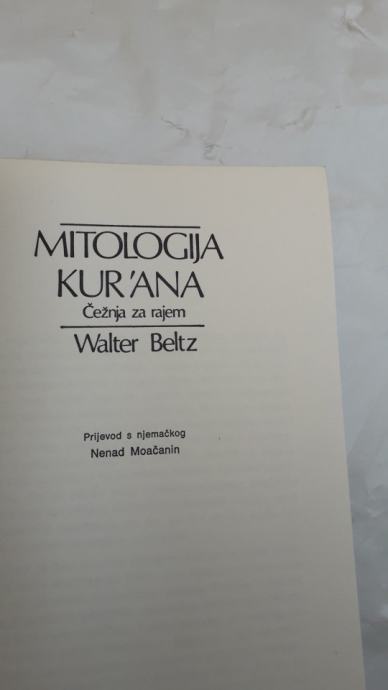 MITOLOGIJA
KUR'ANA
Čežnja za rajem
Walter Beltz
Prijevod s njemačkog
Nenad Moačanin